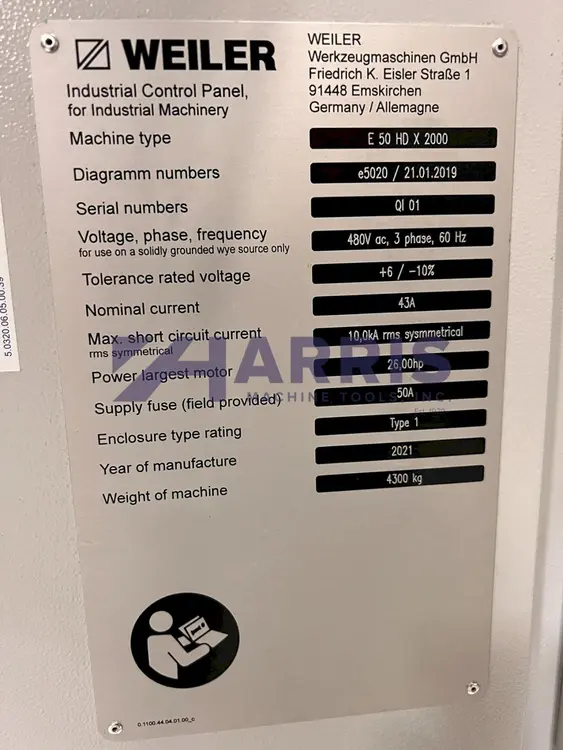 WEILER
WEILER
Werkzeugmaschinen GmbH
Friedrich K. Eisler Straße 1
91448 Emskirchen
Germany / Allemagne
Industrial Control Panel,
for Industrial Machinery
Machine type E 50 HD X 2000
Diagramm numbers e5020 / 21.01.2019
Serial numbers QI 01
Voltage, phase, frequency 480V ac, 3 phase, 60 Hz
for use on a solidly grounded wye source only
Tolerance rated voltage +6 / -10%
Nominal current 43A
Max. short circuit current 10,0kA rms sysmmetrical
rms symmetrical
Power largest motor 26,00hp
Supply fuse (field provided) 50A
Enclosure type rating Type 1
Year of manufacture 2021
Weight of machine 4300 kg
0.1100.44.04.01.00_c
5.0320.06.05.00.39
HARRIS
MACHINE TOOLS, INC.